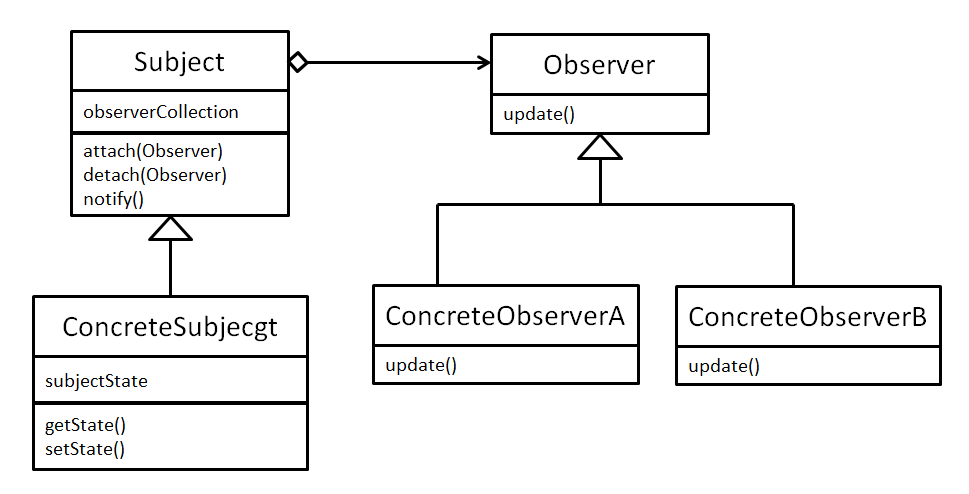 Subject
observerCollection
attach(Observer)
detach(Observer)
notify()
Observer
update()
ConcreteSubjecgt
subjectState
getState()
setState()
ConcreteObserverA
update()
ConcreteObserverB
update()